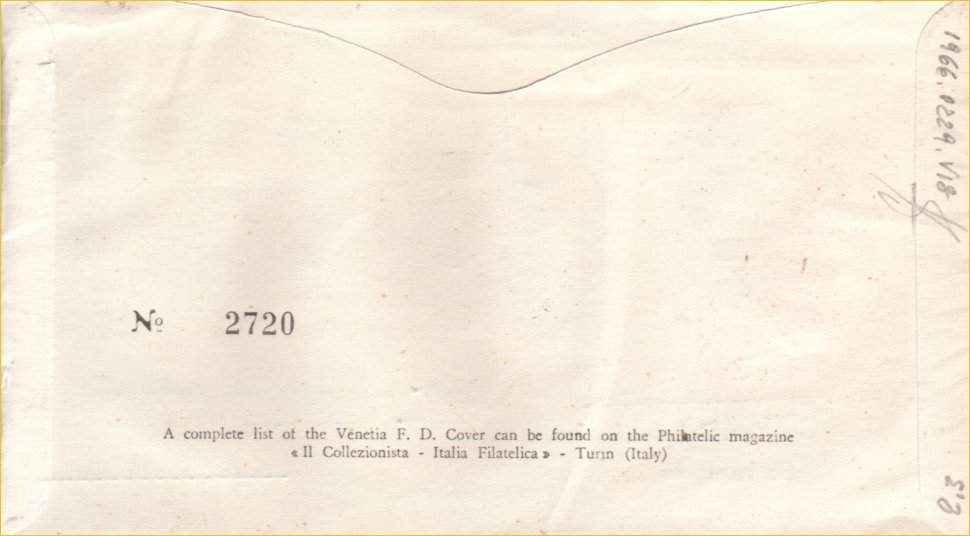 1966.0229.V18
Nº 2720
A complete list of the Venetia F. D. Cover can be found on the Philatelic magazine
« Il Collezionista - Italia Filatelica » - Turin (Italy)